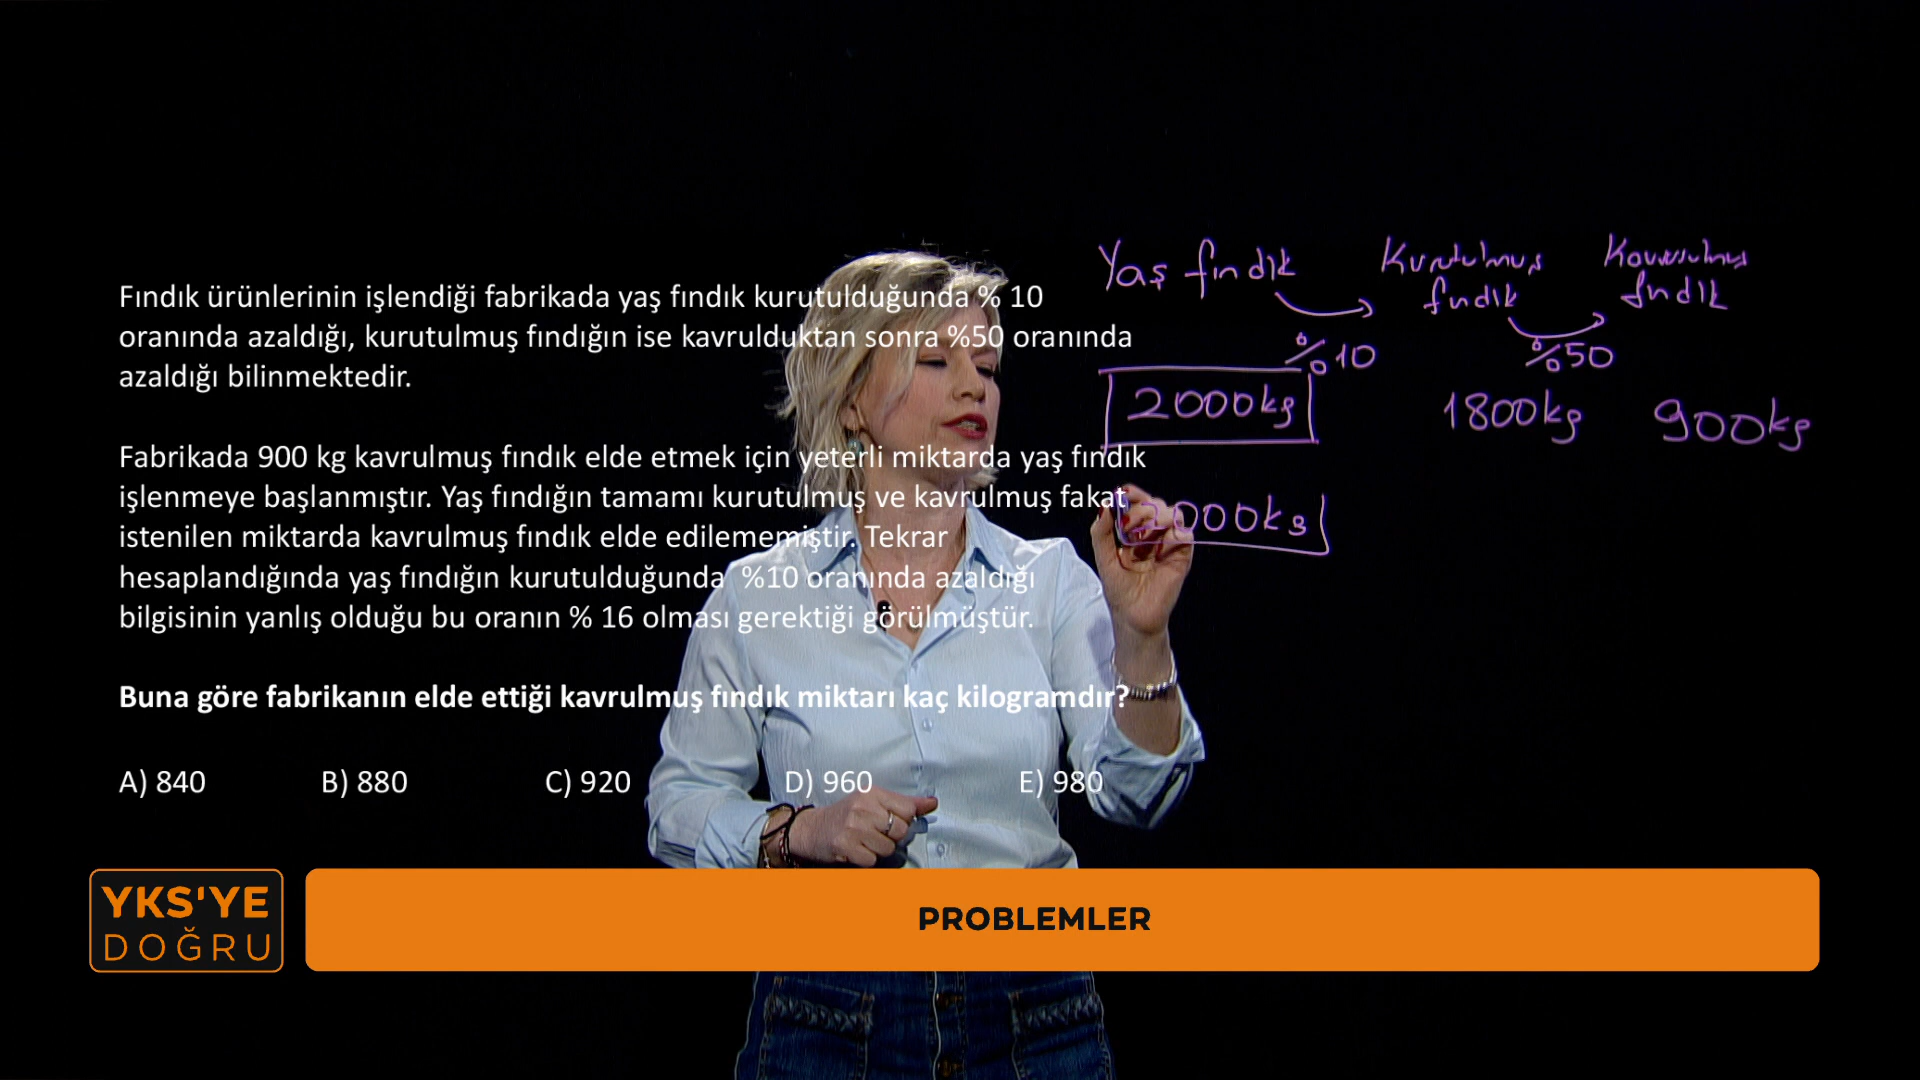 Fındık ürünlerinin işlendiği fabrikada yaş fındık kurutulduğunda % 10
oranında azaldığı, kurutulmuş fındığın ise kavrulduktan sonra %50 oranında
azaldığı bilinmektedir.
Fabrikada 900 kg kavrulmuş fındık elde etmek için yeterli miktarda yaş fındık
işlenmeye başlanmıştır. Yaş fındığın tamamı kurutulmuş ve kavrulmuş fakat
istenilen miktarda kavrulmuş fındık elde edilememiştir. Tekrar
hesaplandığında yaş fındığın kurutulduğunda %10 oranında azaldığı
bilgisinin yanlış olduğu bu oranın % 16 olması gerektiği görülmüştür.
Buna göre fabrikanın elde ettiği kavrulmuş fındık miktarı kaç kilogramdır?
A) 840 B) 880 C) 920 D) 960 E) 980
Yaş fındık Kurutulmuş fındık Kavrulmuş fındık
%10 %50
2000kg 1800kg 900kg
2000kg
YKS'YE
DOĞRU
PROBLEMLER